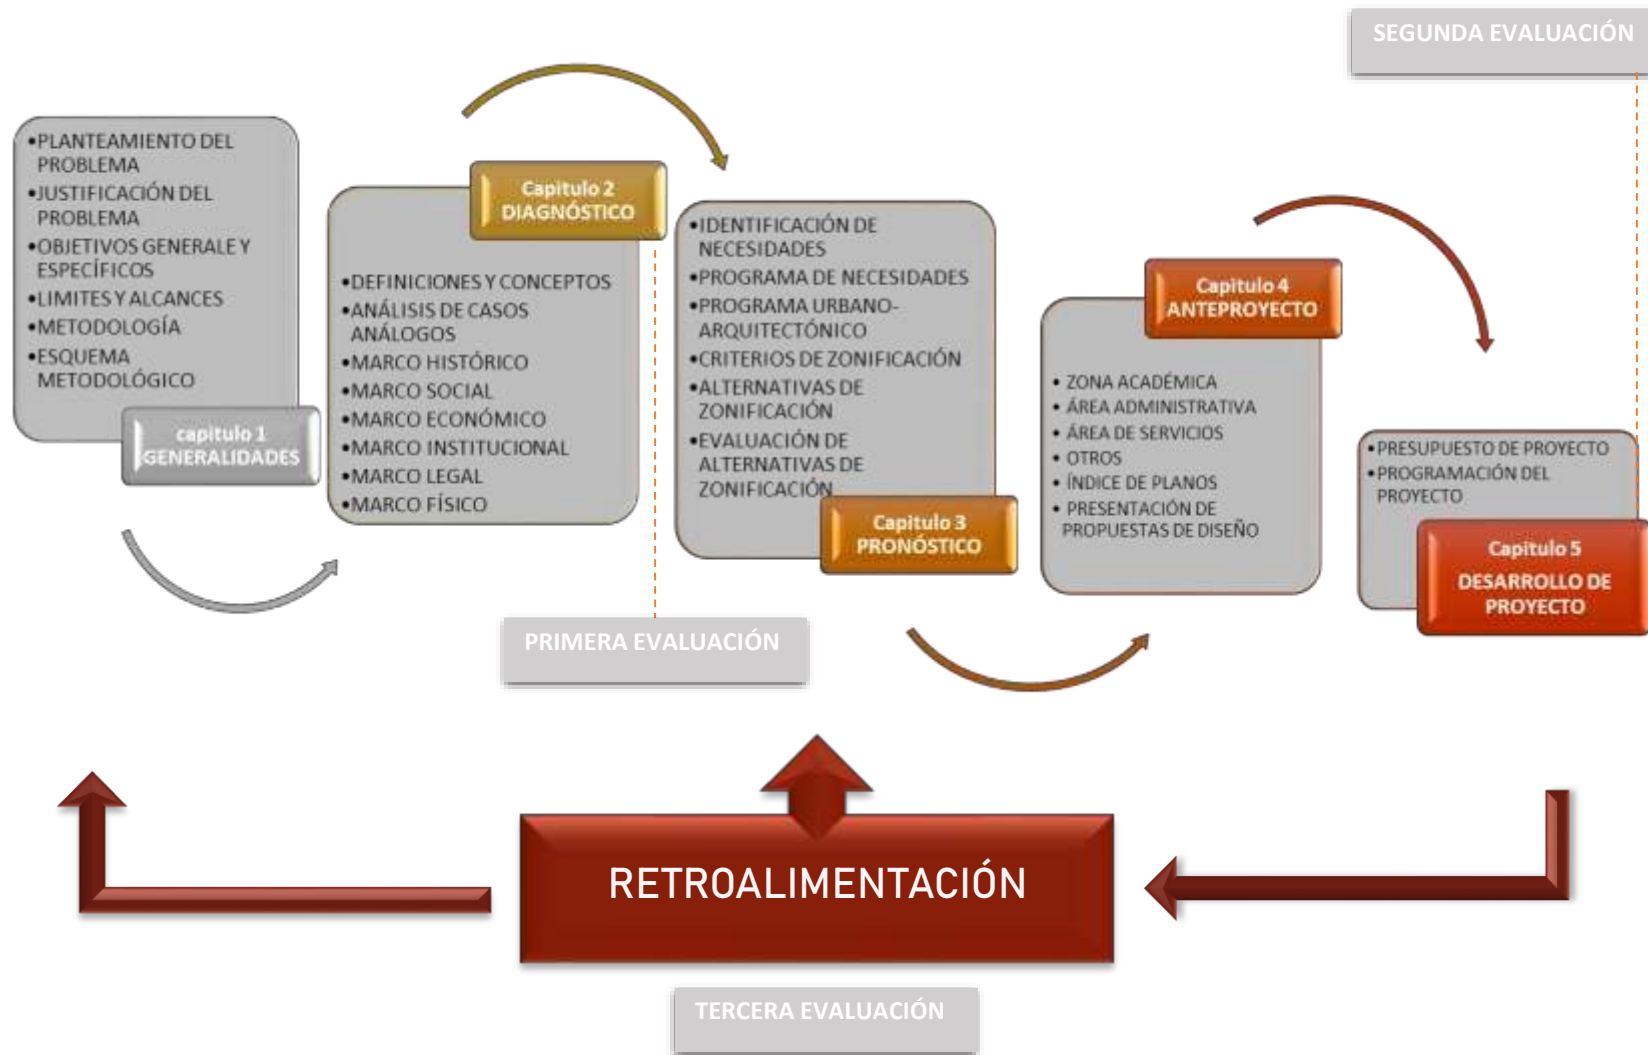 SEGUNDA EVALUACIÓN
•PLANTEAMIENTO DEL
PROBLEMA
•JUSTIFICACIÓN DEL
PROBLEMA
•OBJETIVOS GENERALE Y
ESPECÍFICOS
•LIMITES Y ALCANCES
•METODOLOGÍA
•ESQUEMA
METODOLÓGICO
capitulo 1
GENERALIDADES
Capitulo 2
DIAGNÓSTICO
•DEFINICIONES Y CONCEPTOS
•ANÁLISIS DE CASOS
ANÁLOGOS
•MARCO HISTÓRICO
•MARCO SOCIAL
•MARCO ECONÓMICO
•MARCO INSTITUCIONAL
•MARCO LEGAL
•MARCO FÍSICO
•IDENTIFICACIÓN DE
NECESIDADES
•PROGRAMA DE NECESIDADES
•PROGRAMA URBANO-
ARQUITECTÓNICO
•CRITERIOS DE ZONIFICACIÓN
•ALTERNATIVAS DE
ZONIFICACIÓN
•EVALUACIÓN DE
ALTERNATIVAS DE
ZONIFICACIÓN
Capitulo 3
PRONÓSTICO
Capitulo 4
ANTEPROYECTO
• ZONA ACADÉMICA
• ÁREA ADMINISTRATIVA
• ÁREA DE SERVICIOS
• OTROS
• ÍNDICE DE PLANOS
• PRESENTACIÓN DE
PROPUESTAS DE DISEÑO
•PRESUPUESTO DE PROYECTO
•PROGRAMACIÓN DEL
PROYECTO
Capitulo 5
DESARROLLO DE
PROYECTO
PRIMERA EVALUACIÓN
RETROALIMENTACIÓN
TERCERA EVALUACIÓN